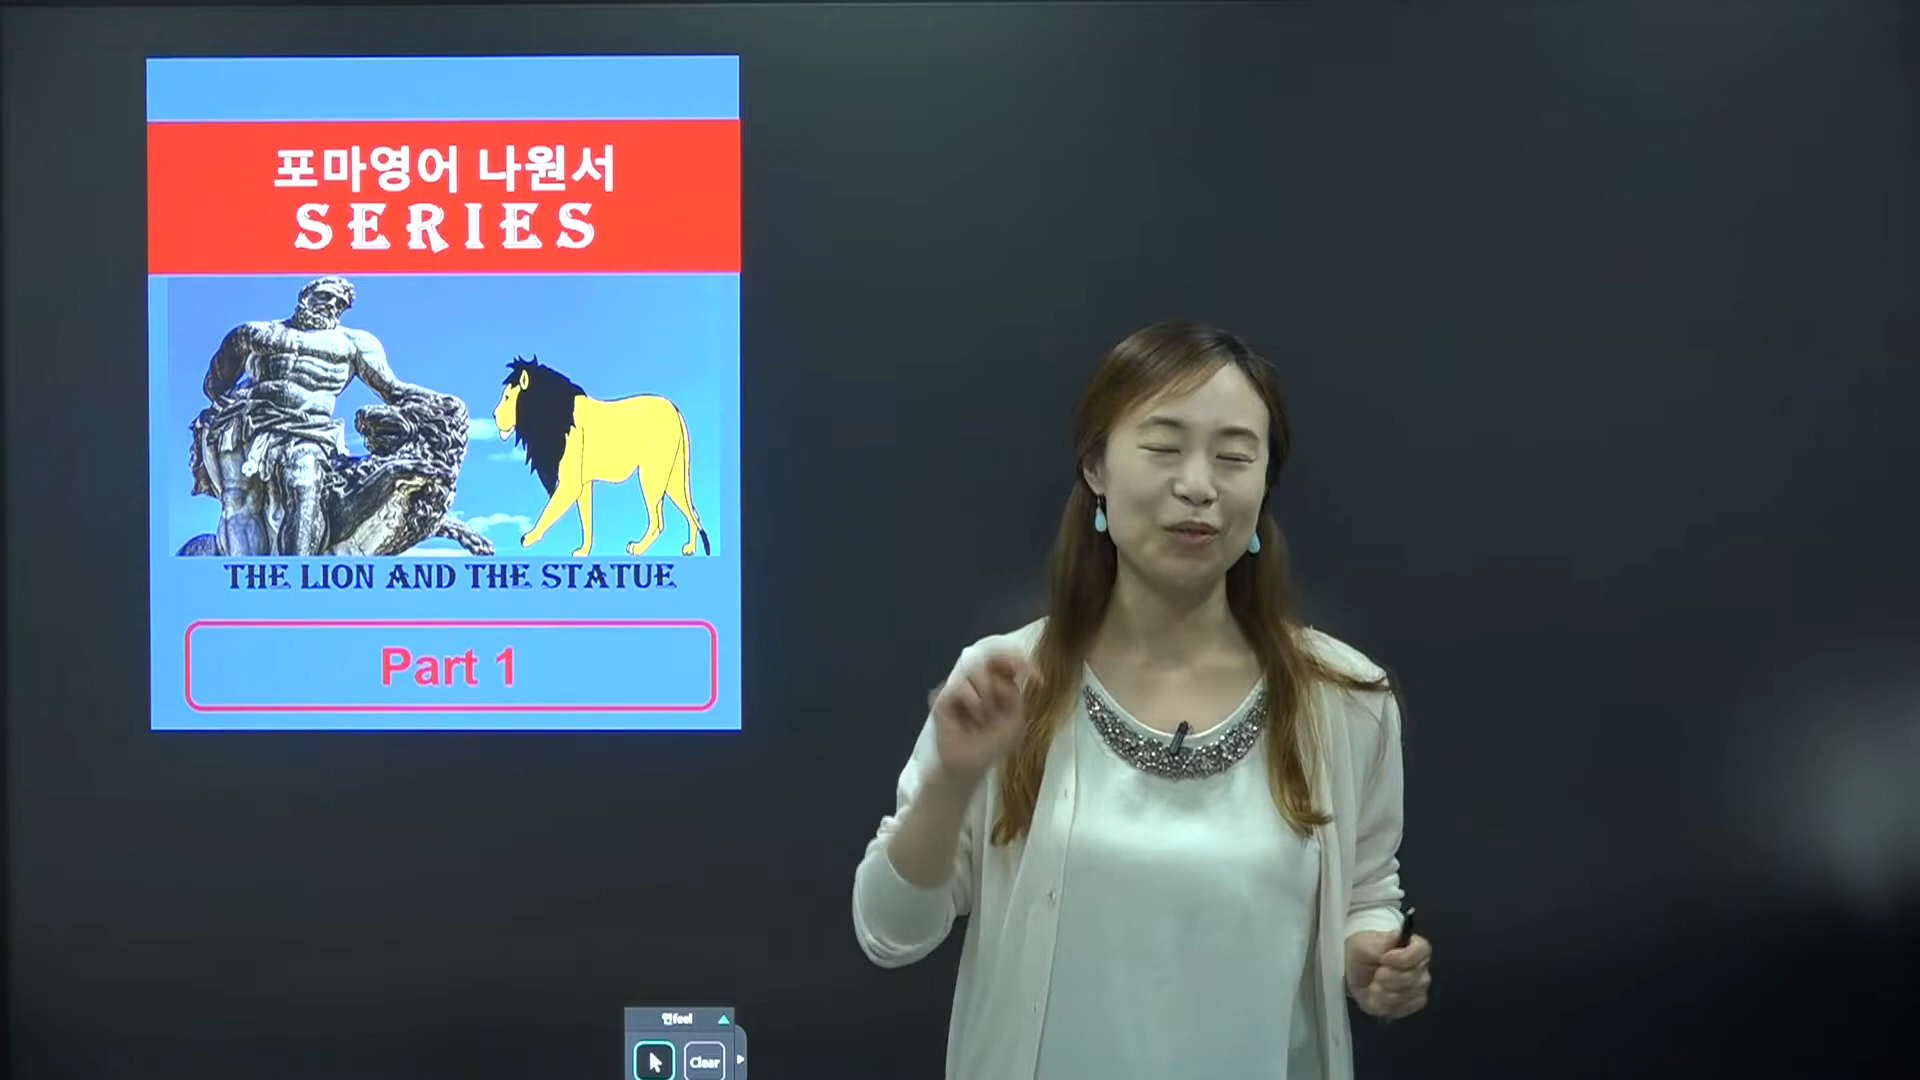 포마영어 나원서
SERIES
THE LION AND THE STATUE
Part 1
Clear